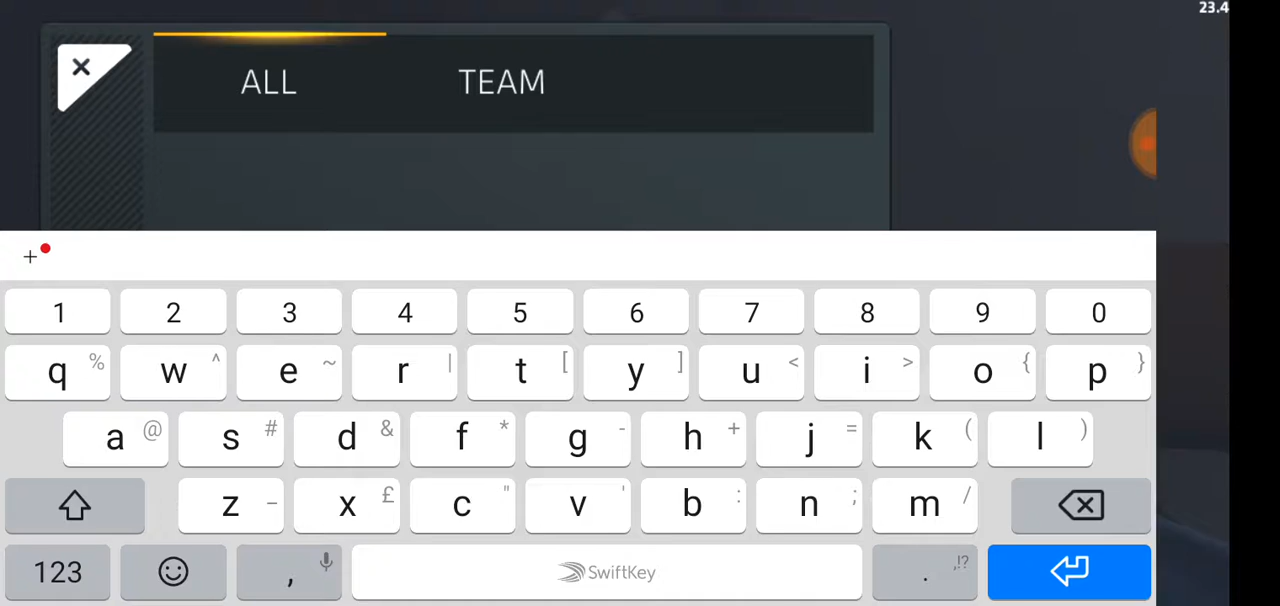 23.4
ALL TEAM
+
1 2 3 4 5 6 7 8 9 0
q % w ^ e ~ r | t [ y ] u < i > o { p }
a @ s # d & f * g - h + j = k ( l )
z _ x £ c " v ' b : n ; m /
123 , SwiftKey . ,!?